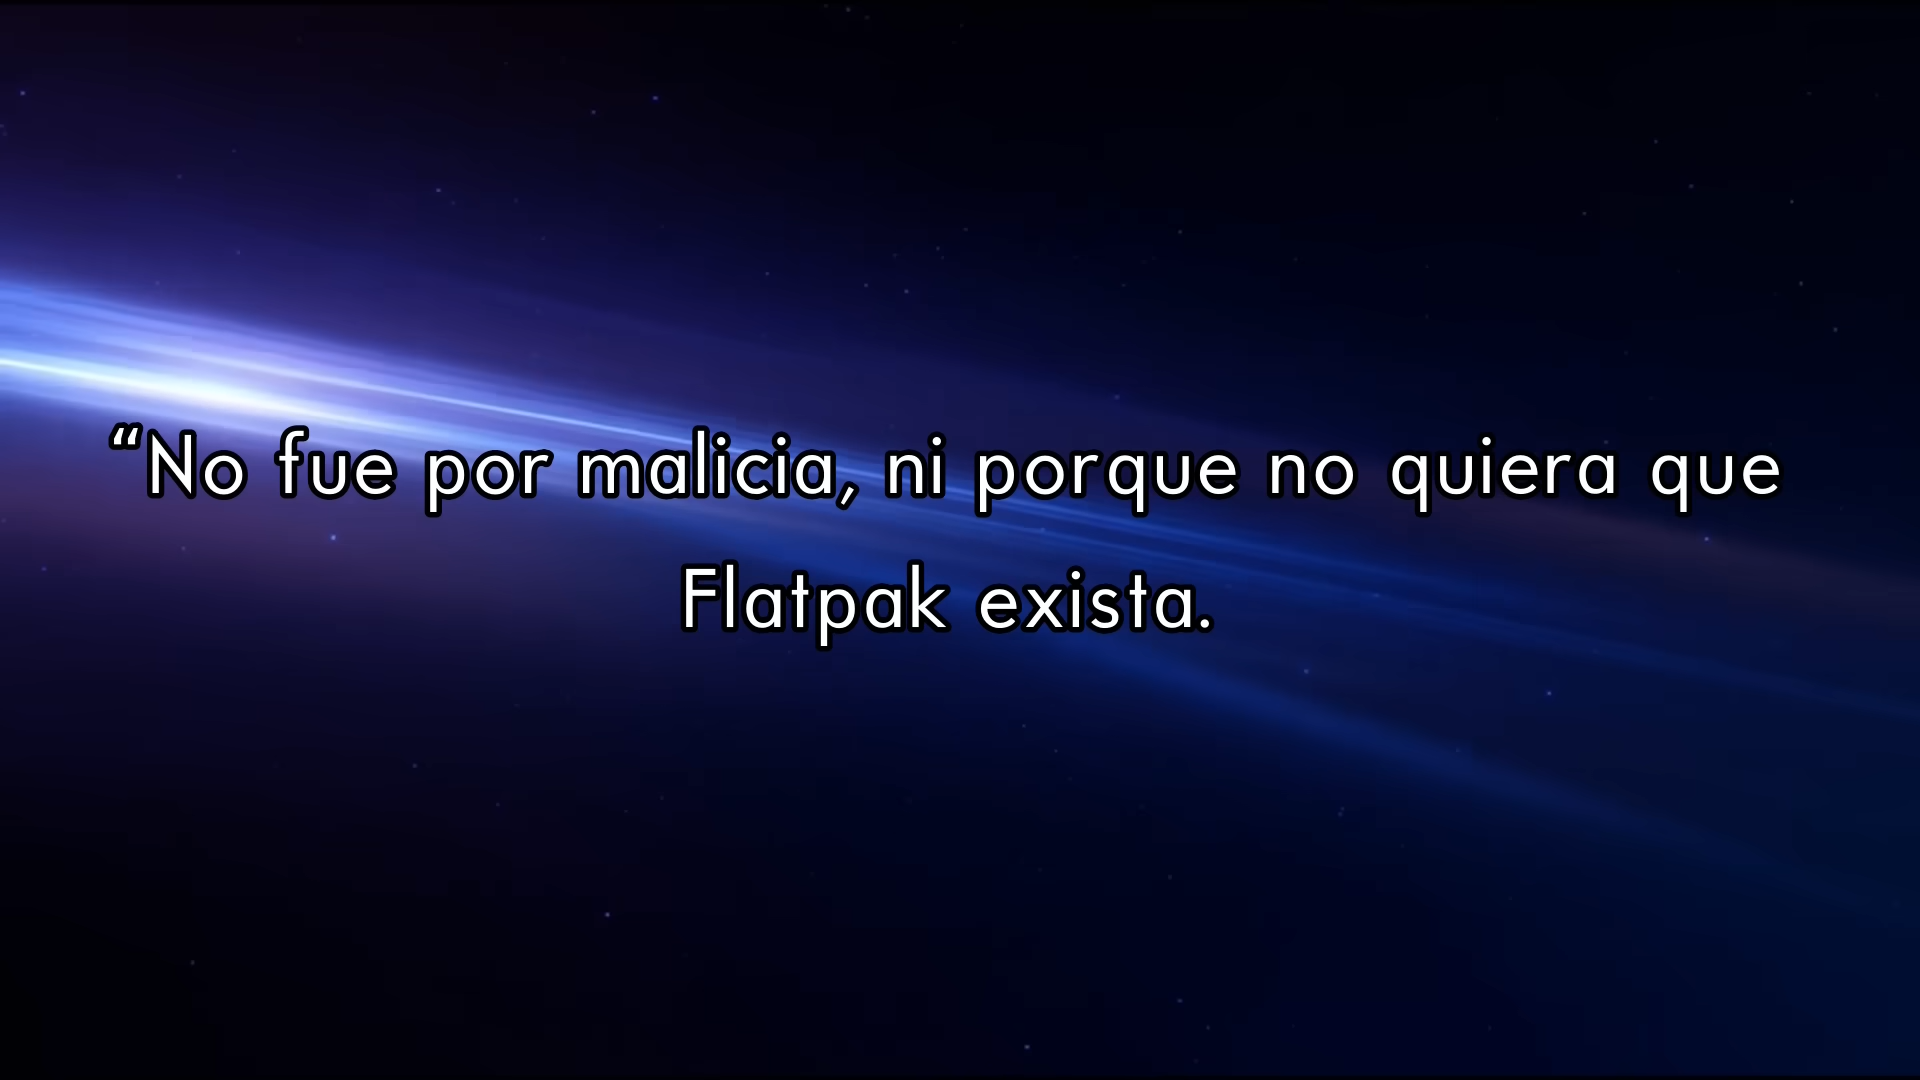 “No fue por malicia, ni porque no quiera que
Flatpak exista.